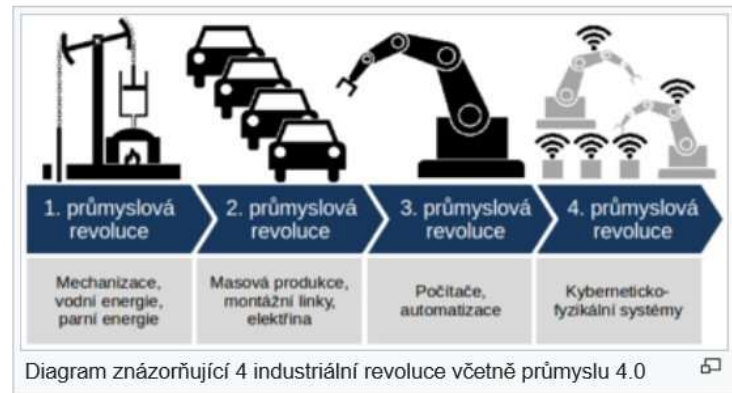 1. průmyslová
revoluce
2. průmyslová
revoluce
3. průmyslová
revoluce
4. průmyslová
revoluce
Mechanizace,
vodní energie,
parní energie
Masová produkce,
montážní linky,
elektřina
Počítače,
automatizace
Kyberneticko-
fyzikální systémy
Diagram znázorňující 4 industriální revoluce včetně průmyslu 4.0